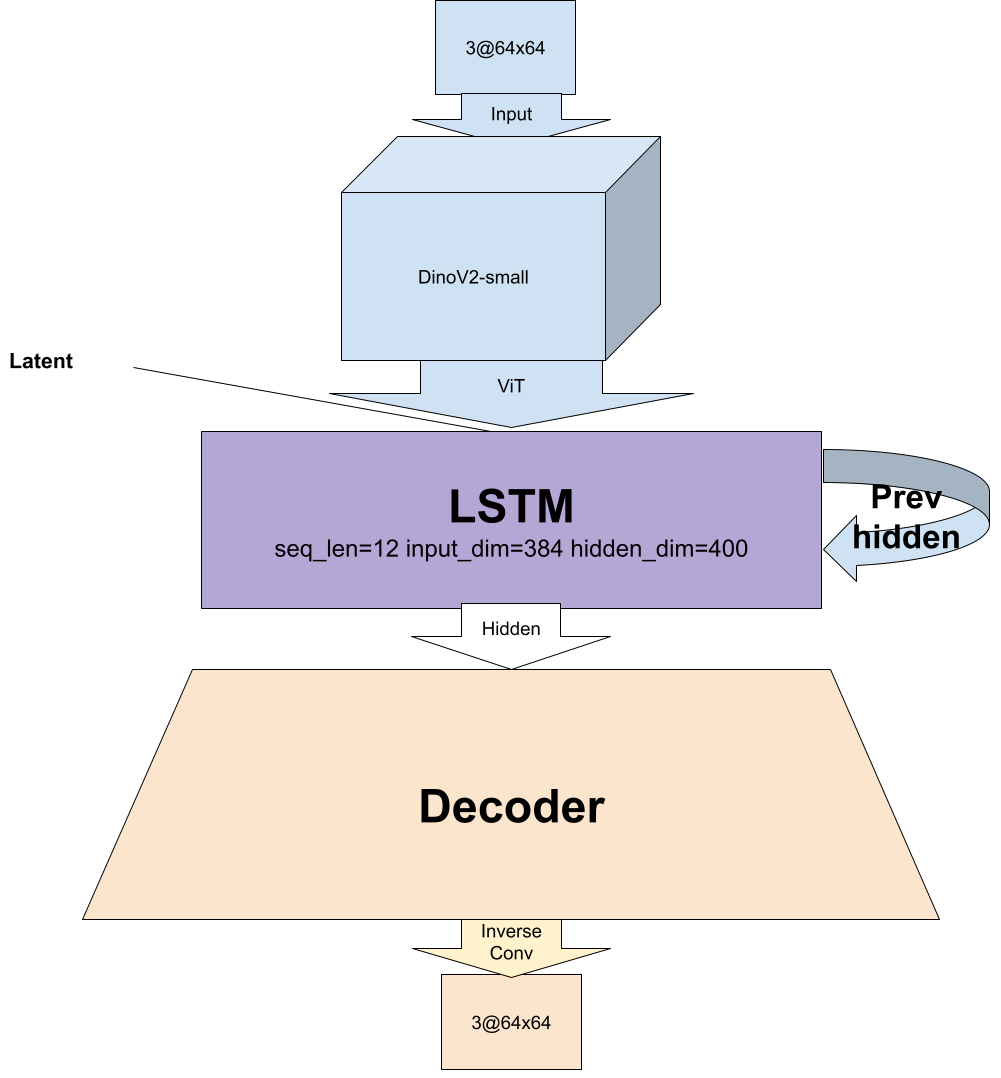 3@64x64
Input
DinoV2-small
Latent
ViT
LSTM
seq_len=12 input_dim=384 hidden_dim=400
Prev
hidden
Hidden
Decoder
Inverse
Conv
3@64x64